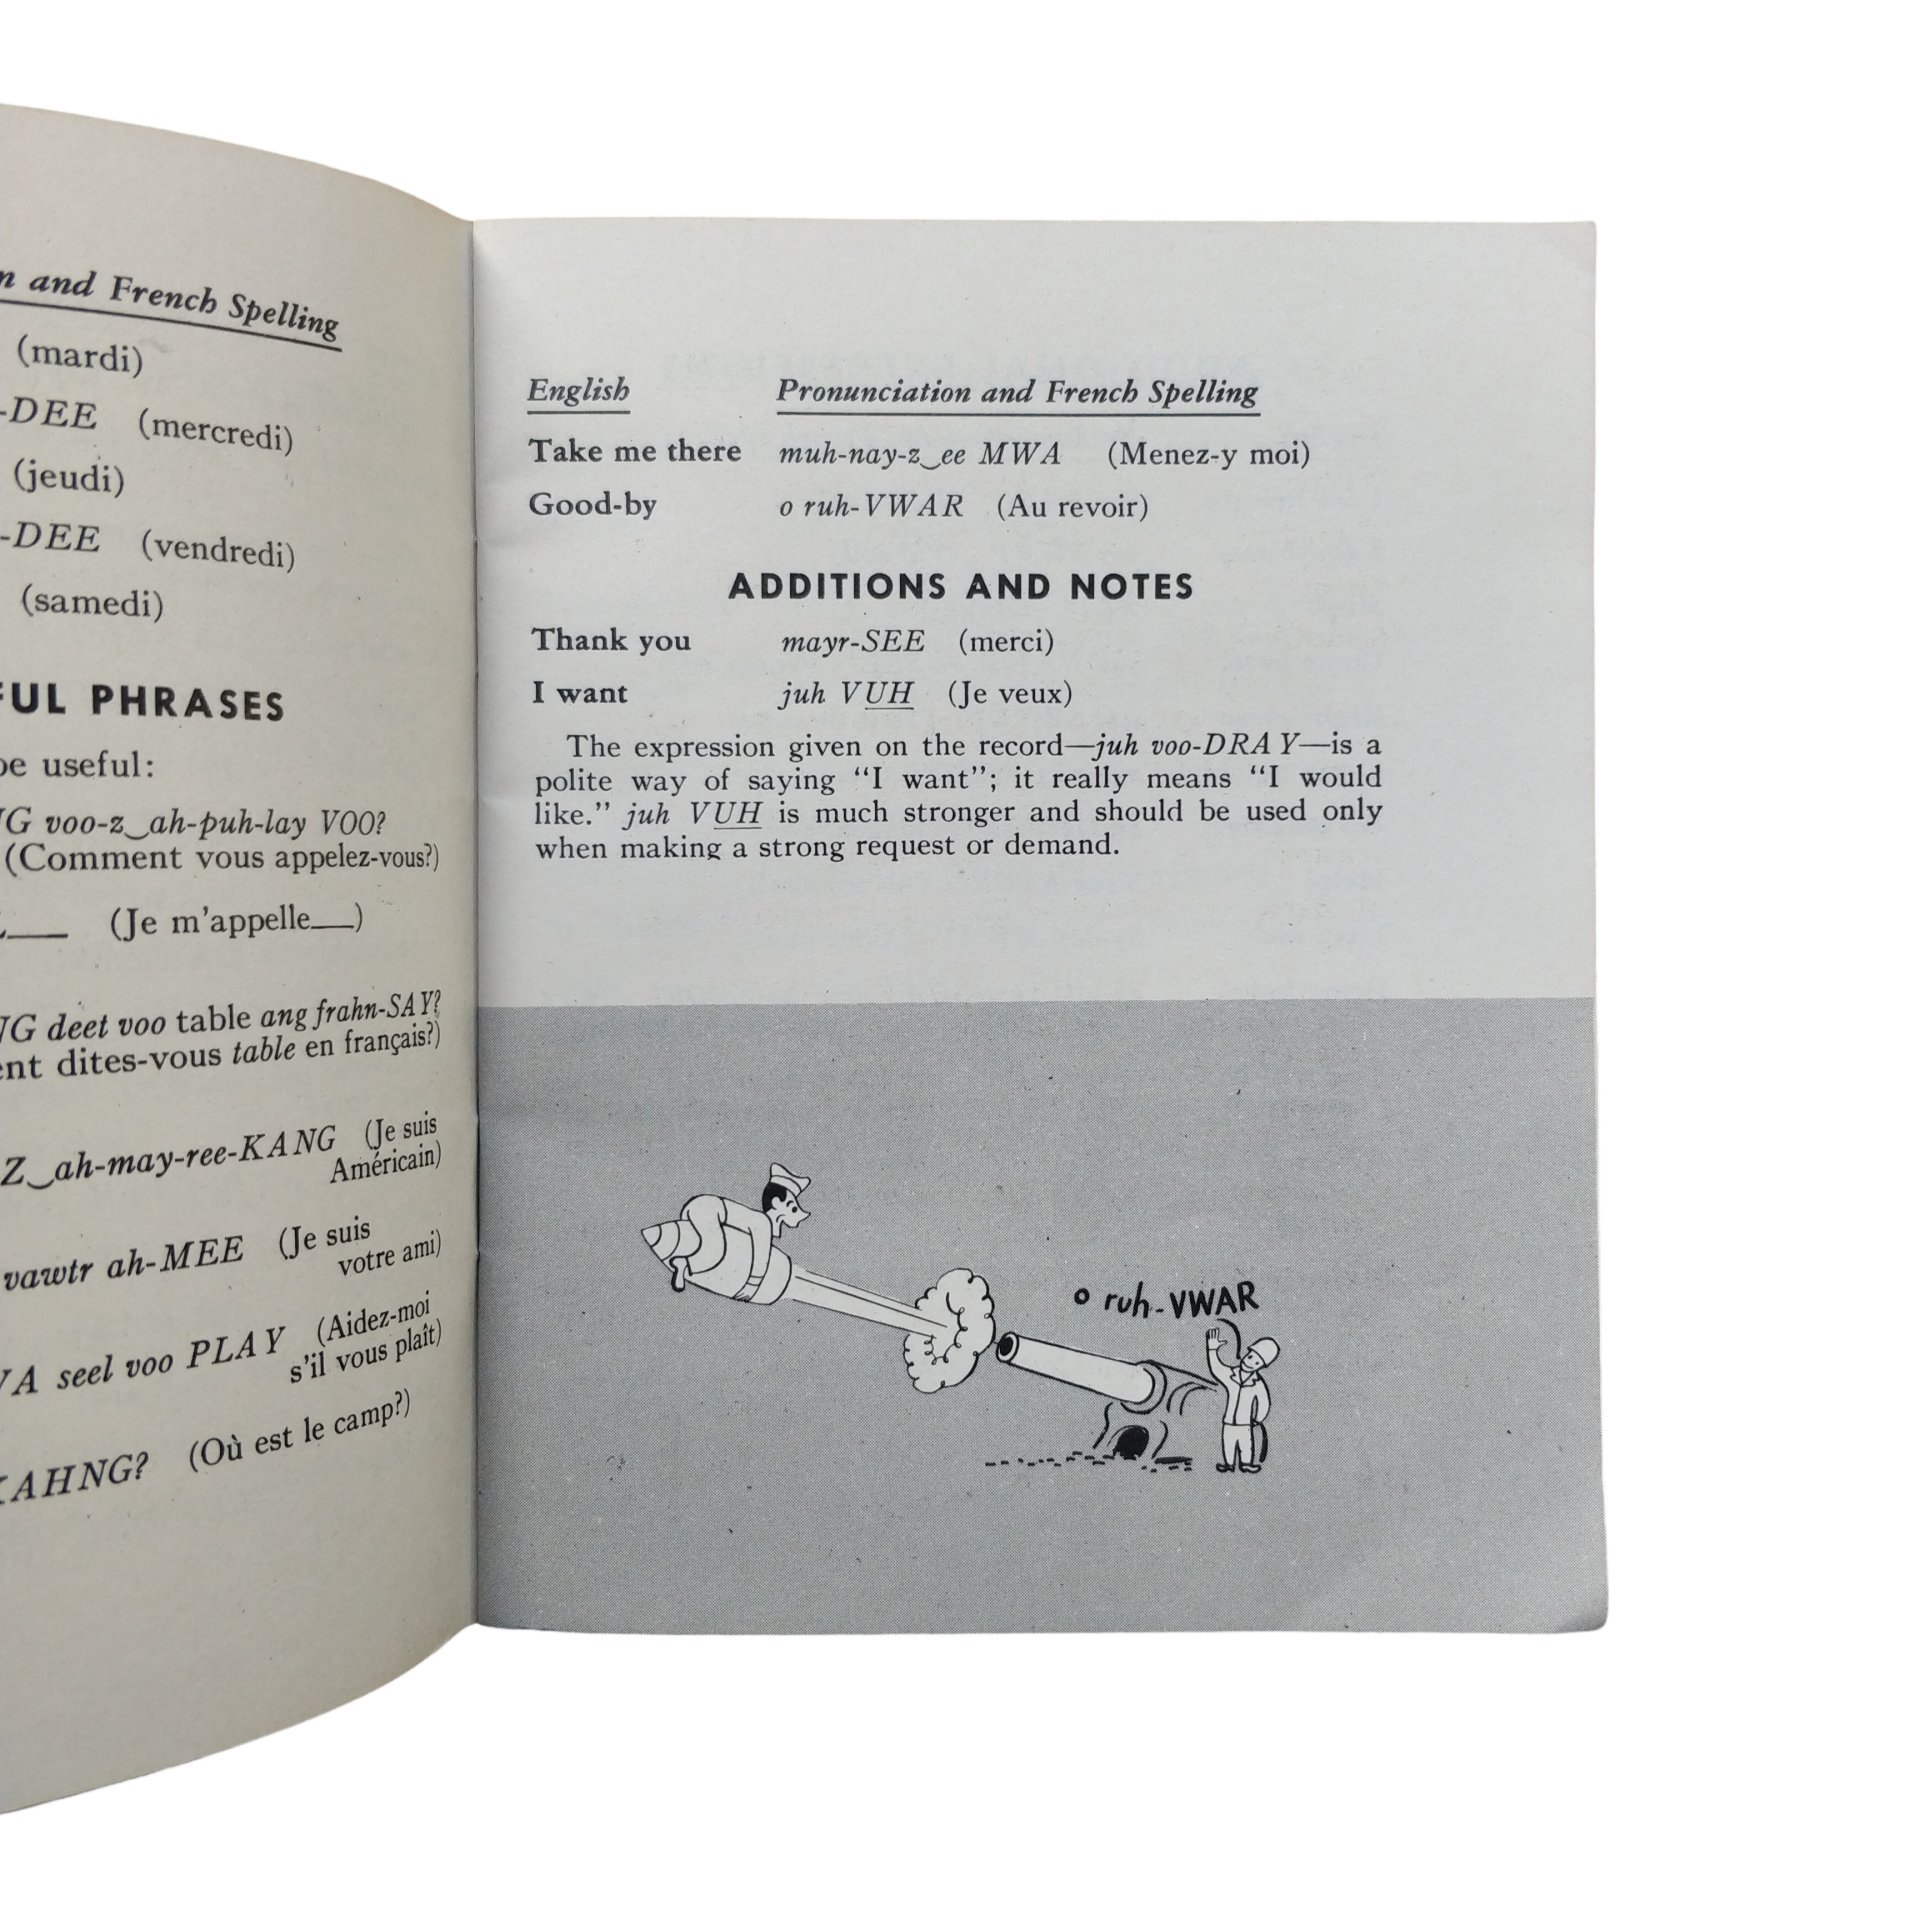 and French Spelling
(mardi)
-DEE (mercredi)
(jeudi)
-DEE (vendredi)
(samedi)
FUL PHRASES
be useful:
NG voo-z‿ah-puh-lay VOO?
(Comment vous appelez-vous?)
(Je m'appelle__)
NG deet voo table ang frahn-SAY?
ent dites-vous table en français?)
Z‿ah-may-ree-KANG (Je suis
Américain)
vawtr ah-MEE (Je suis
votre ami)
WA seel voo PLAY (Aidez-moi
s'il vous plaît)
KAHNG? (Où est le camp?)
English Pronunciation and French Spelling
Take me there muh-nay-z‿ee MWA (Menez-y moi)
Good-by o ruh-VWAR (Au revoir)
ADDITIONS AND NOTES
Thank you mayr-SEE (merci)
I want juh VUH (Je veux)
The expression given on the record—juh voo-DRAY—is a
polite way of saying "I want"; it really means "I would
like." juh VUH is much stronger and should be used only
when making a strong request or demand.
o ruh-VWAR